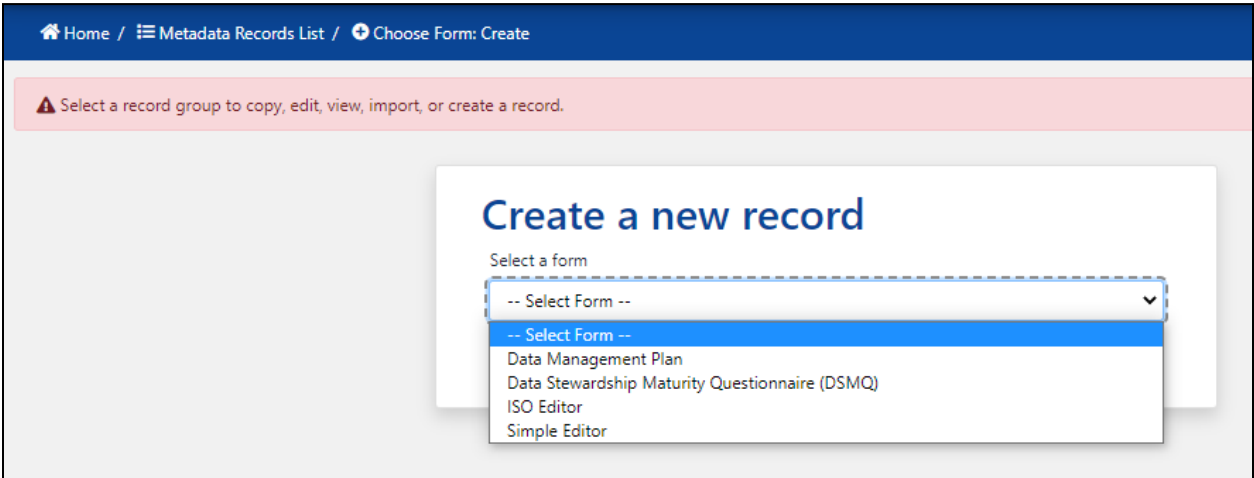 Home / Metadata Records List / Choose Form: Create
Select a record group to copy, edit, view, import, or create a record.
Create a new record
Select a form
-- Select Form --
-- Select Form --
Data Management Plan
Data Stewardship Maturity Questionnaire (DSMQ)
ISO Editor
Simple Editor